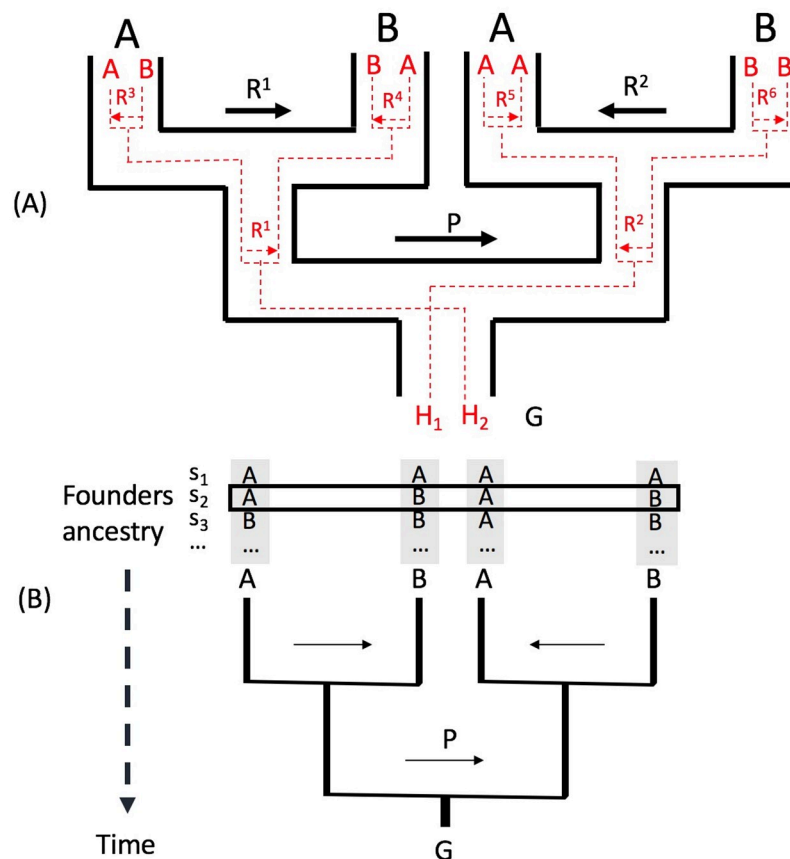 A B A B
A B B A A A B B
R³ R¹ R⁴ R⁵ R² R⁶
(A)
R¹ P R²
H₁ H₂ G
s₁ A A A A
Founders s₂ A B A B
ancestry s₃ B B A B
... ... ... ... ...
A B A B
(B)
P
Time
G